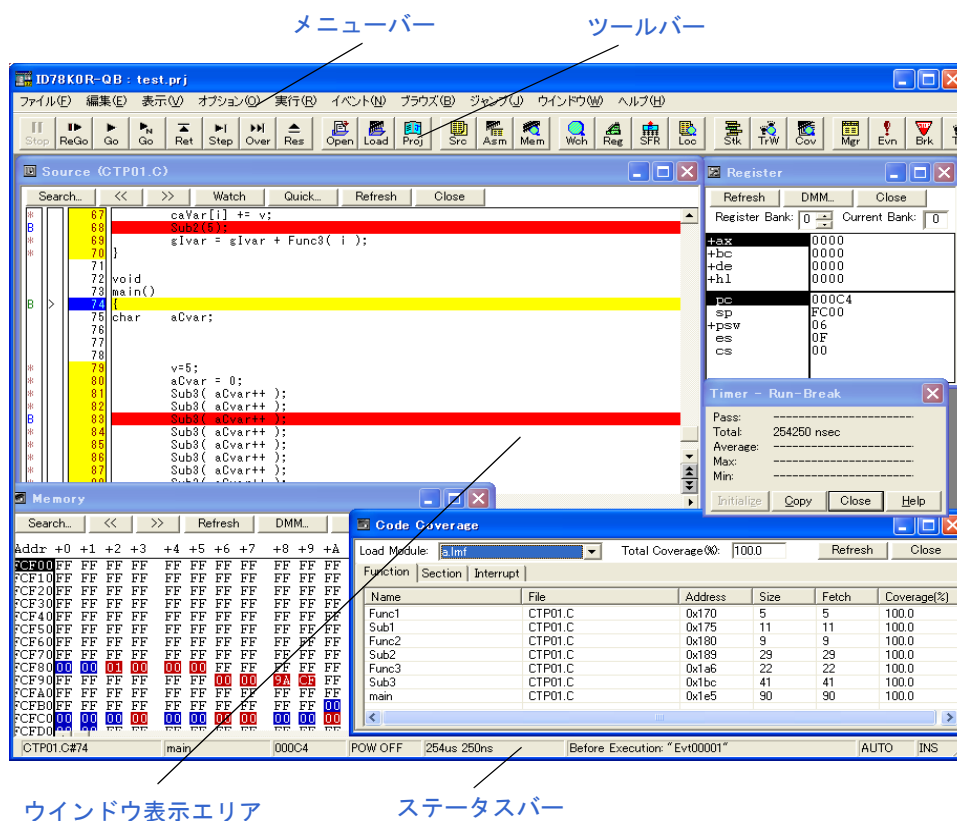 メニューバー
ツールバー
ID78K0R-QB : test.prj
ファイル(F) 編集(E) 表示(V) オプション(O) 実行(R) イベント(N) ブラウズ(B) ジャンプ(J) ウインドウ(W) ヘルプ(H)
Stop ReGo Go Go Ret Step Over Res Open Load Proj Src Asm Mem Wch Reg SFR Loc Stk TrW Cov Mgr Evn Brk
Source (CTP01.C)
Search... << >> Watch Quick... Refresh Close
* 67 caVar[i] += v;
B 68 Sub2(5);
* 69 gIvar = gIvar + Func3( i );
* 70 }
71
72 void
73 main()
B > 74 {
75 char aCvar;
76
77
78
* 79 v=5;
* 80 aCvar = 0;
* 81 Sub3( aCvar++ );
* 82 Sub3( aCvar++ );
B 83 Sub3( aCvar++ );
* 84 Sub3( aCvar++ );
* 85 Sub3( aCvar++ );
* 86 Sub3( aCvar++ );
* 87 Sub3( aCvar++ );
Register
Refresh DMM... Close
Register Bank: 0 Current Bank: 0
+ax 0000
+bc 0000
+de 0000
+hl 0000
pc 000C4
sp FC00
+psw 06
es 0F
cs 00
Timer - Run-Break
Pass: ---------------------
Total: 254250 nsec
Average: ---------------------
Max: ---------------------
Min: ---------------------
Initialize Copy Close Help
Memory
Search... << >> Refresh DMM...
Addr +0 +1 +2 +3 +4 +5 +6 +7 +8 +9 +A
FCF00 FF FF FF FF FF FF FF FF FF FF FF
FCF10 FF FF FF FF FF FF FF FF FF FF FF
FCF20 FF FF FF FF FF FF FF FF FF FF FF
FCF30 FF FF FF FF FF FF FF FF FF FF FF
FCF40 FF FF FF FF FF FF FF FF FF FF FF
FCF50 FF FF FF FF FF FF FF FF FF FF FF
FCF60 FF FF FF FF FF FF FF FF FF FF FF
FCF70 FF FF FF FF FF FF FF FF FF FF FF
FCF80 00 00 01 00 00 00 FF FF FF FF FF
FCF90 FF FF FF FF FF FF 00 00 9A CF FF
FCFA0 FF FF FF FF FF FF FF FF FF FF FF
FCFB0 FF FF FF FF FF FF FF FF FF FF 00
FCFC0 00 00 00 00 00 00 00 00 00 00 00
FCFD0
Code Coverage
Load Module: a.lmf Total Coverage(%): 100.0 Refresh Close
Function Section Interrupt
Name File Address Size Fetch Coverage(%)
Func1 CTP01.C 0x170 5 5 100.0
Sub1 CTP01.C 0x175 11 11 100.0
Func2 CTP01.C 0x180 9 9 100.0
Sub2 CTP01.C 0x189 29 29 100.0
Func3 CTP01.C 0x1a6 22 22 100.0
Sub3 CTP01.C 0x1bc 41 41 100.0
main CTP01.C 0x1e5 90 90 100.0
CTP01.C#74 main 000C4 POW OFF 254us 250ns Before Execution: "Evt00001" AUTO INS
ウインドウ表示エリア
ステータスバー